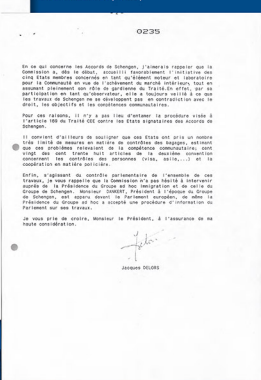 0235
En ce qui concerne les Accords de Schengen, j'aimerais rappeler que la
Commission a, dès le début, accueilli favorablement l'initiative des
cinq Etats membres concernés en tant qu'élément moteur et laboratoire
pour la Communauté en vue de l'achèvement du marché intérieur, tout en
assumant pleinement son rôle de gardienne du Traité. En effet, par sa
participation en tant qu'observateur, elle a toujours veillé à ce que
les travaux de Schengen ne se développent pas en contradiction avec le
droit, les objectifs et les compétences communautaires.
Pour ces raisons, il n'y a pas lieu d'entamer la procédure visée à
l'article 169 du Traité CEE contre les Etats signataires des accords de
Schengen.
Il convient d'ailleurs de souligner que ces Etats ont pris un nombre
très limité de mesures en matière de contrôles des bagages, estimant
que ces problèmes relevaient de la compétence communautaire; cent
vingt des cent trente huit articles de la deuxième convention
concernent les contrôles des personnes (visas, asile,...) et la
coopération en matière policière.
Enfin, s'agissant du contrôle parlementaire de l'ensemble de ces
travaux, je vous rappelle que la Commission n'a pas hésité à intervenir
auprès de la Présidence du Groupe ad hoc immigration et de celle du
Groupe de Schengen. Monsieur DANKERT, Président à l'époque du Groupe
de Schengen, est apparu devant le Parlement européen, de même la
Présidence du Groupe ad hoc a accepté une procédure d'information du
Parlement sur ses travaux.
Je vous prie de croire, Monsieur le Président, à l'assurance de ma
haute considération.
Jacques DELORS